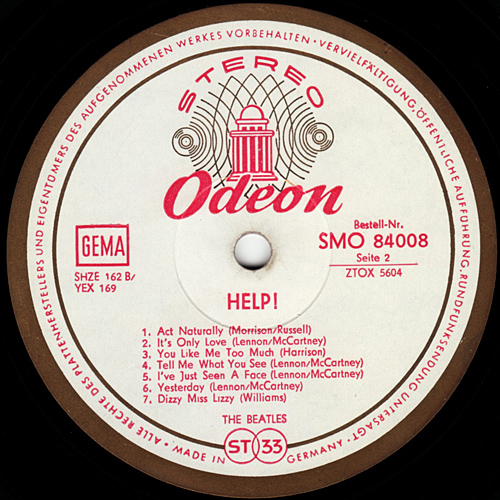 ALLE RECHTE DES PLATTENHERSTELLERS UND EIGENTÜMERS DES AUFGENOMMENEN WERKES VORBEHALTEN · VERVIELFÄLTIGUNG, ÖFFENTLICHE AUFFÜHRUNG, RUNDFUNKSENDUNG UNTERSAGT ·
STEREO
Odeon
GEMA
SHZE 162 B/
YEX 169
Bestell-Nr.
SMO 84008
Seite 2
ZTOX 5604
HELP!
1. Act Naturally (Morrison/Russell)
2. It's Only Love (Lennon/McCartney)
3. You Like Me Too Much (Harrison)
4. Tell Me What You See (Lennon/McCartney)
5. I've Just Seen A Face (Lennon/McCartney)
6. Yesterday (Lennon/McCartney)
7. Dizzy Miss Lizzy (Williams)
THE BEATLES
ST 33
MADE IN GERMANY · AN